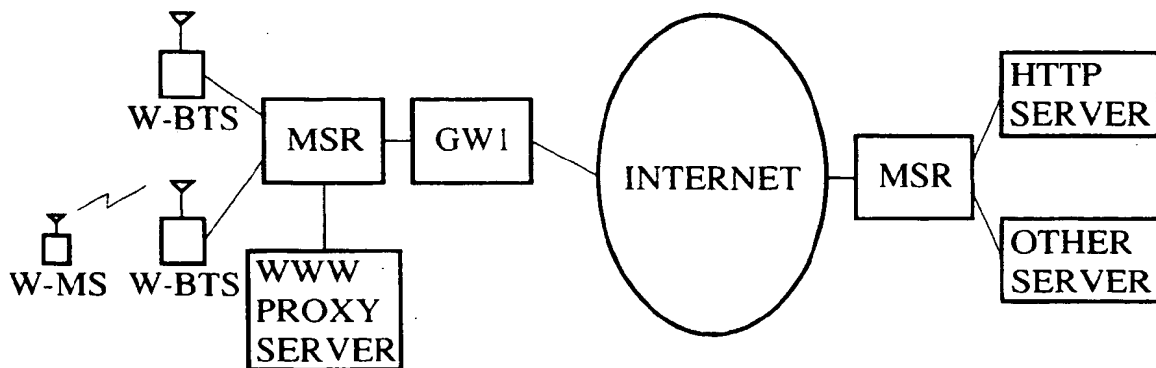 W-BTS
MSR
GW1
INTERNET
MSR
HTTP
SERVER
W-MS
W-BTS
WWW
PROXY
SERVER
OTHER
SERVER